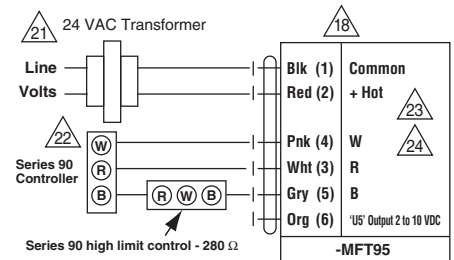 21 24 VAC Transformer
18
Line
Volts
Blk (1) Common
Red (2) + Hot
23
22
24
Series 90
Controller
W
R
B
R W B
Pnk (4) W
Wht (3) R
Gry (5) B
Org (6) 'U5' Output 2 to 10 VDC
Series 90 high limit control - 280 Ω
-MFT95